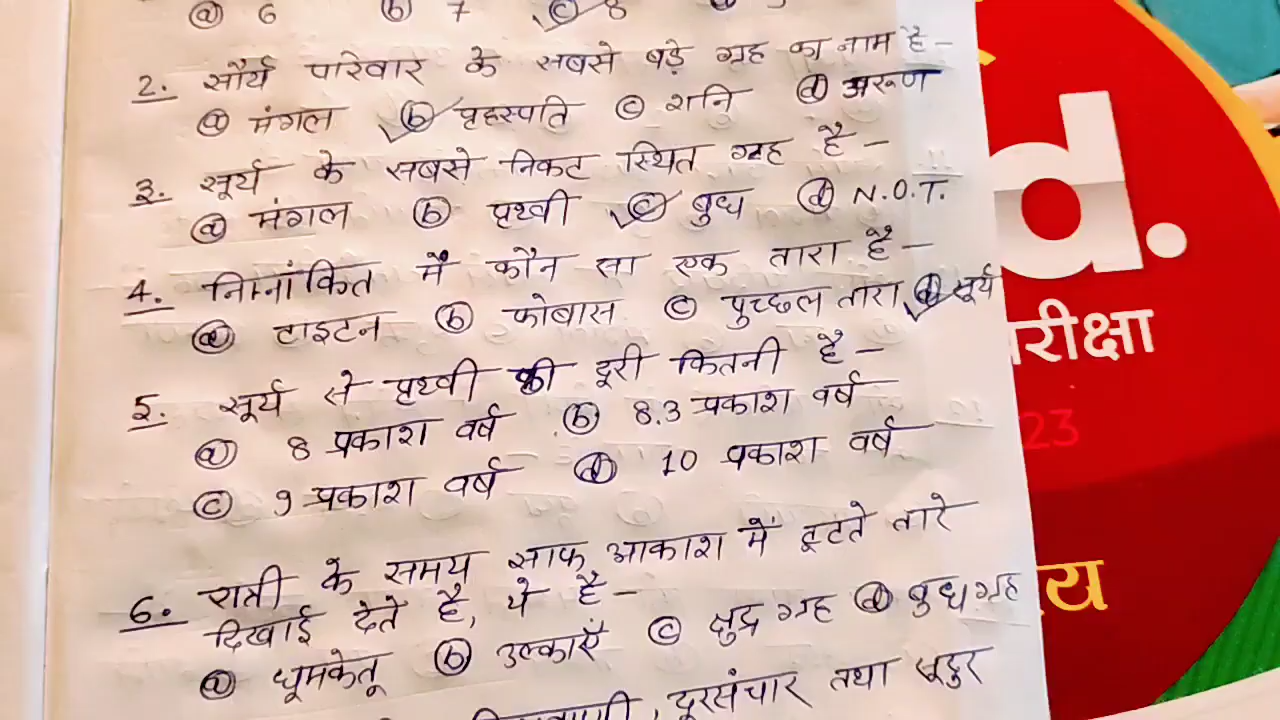 ⓐ 6 ⓑ 7 ⓒ 8
2. सौर्य परिवार के सबसे बड़े ग्रह का नाम है –
ⓐ मंगल ⓑ वृहस्पति ⓒ शनि ⓓ अरूण
3. सूर्य के सबसे निकट स्थित ग्रह है –
ⓐ मंगल ⓑ पृथ्वी ⓒ बुध ⓓ N.O.T.
4. निम्नांकित में कौन सा एक तारा है –
ⓐ टाइटन ⓑ फोबास ⓒ पुच्छल तारा ⓓ सूर्य
5. सूर्य से पृथ्वी की दूरी कितनी है –
ⓐ 8 प्रकाश वर्ष ⓑ 8.3 प्रकाश वर्ष
ⓒ 9 प्रकाश वर्ष ⓓ 10 प्रकाश वर्ष
6. रात्री के समय साफ आकाश में टूटते तारे
दिखाई देते है, ये है –
ⓐ धूमकेतू ⓑ उल्काएँ ⓒ क्षुद्र ग्रह ⓓ बुध ग्रह
, दूरसंचार तथा सुदुर
d.
रीक्षा
23